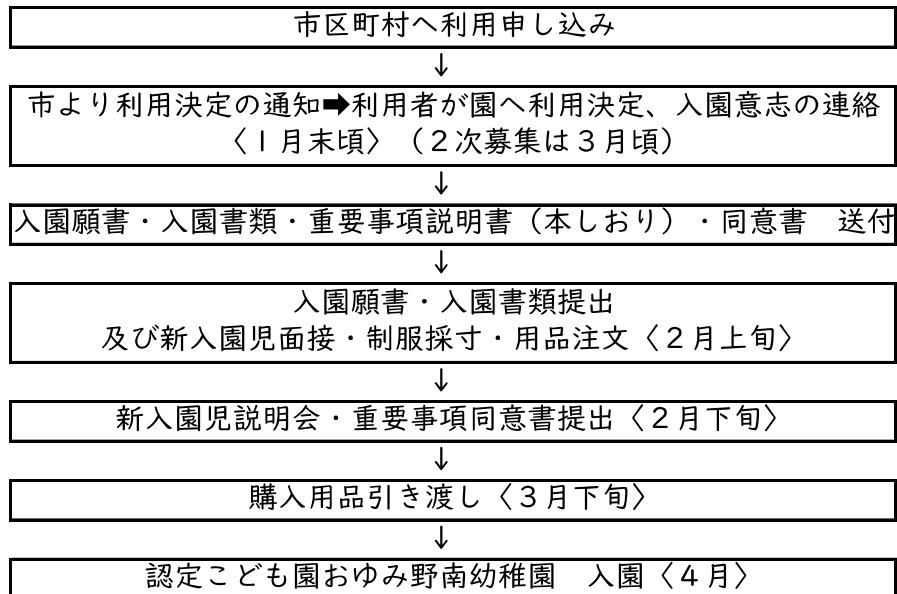 市区町村へ利用申し込み
↓
市より利用決定の通知➡利用者が園へ利用決定、入園意志の連絡
〈１月末頃〉（２次募集は３月頃）
↓
入園願書・入園書類・重要事項説明書（本しおり）・同意書　送付
↓
入園願書・入園書類提出
及び新入園児面接・制服採寸・用品注文〈２月上旬〉
↓
新入園児説明会・重要事項同意書提出〈２月下旬〉
↓
購入用品引き渡し〈３月下旬〉
↓
認定こども園おゆみ野南幼稚園　入園〈４月〉